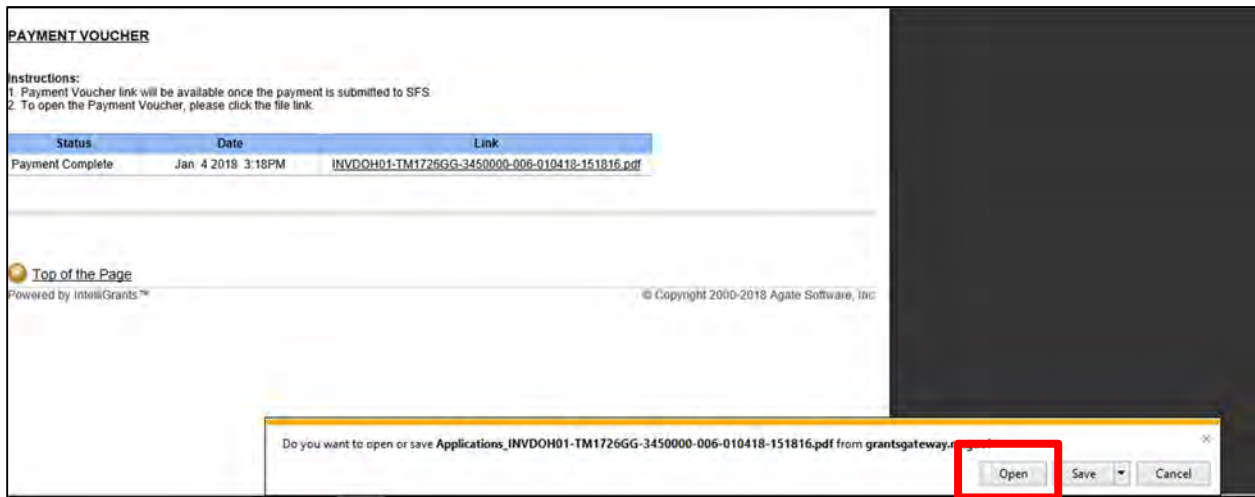 PAYMENT VOUCHER
Instructions:
1. Payment Voucher link will be available once the payment is submitted to SFS.
2. To open the Payment Voucher, please click the file link.
Status Date Link
Payment Complete Jan 4 2018 3:18PM INVDOH01-TM1726GG-3450000-006-010418-151816.pdf
Top of the Page
Powered by IntelliGrants™ © Copyright 2000-2018 Agate Software, Inc.
Do you want to open or save Applications_INVDOH01-TM1726GG-3450000-006-010418-151816.pdf from
Open Save Cancel